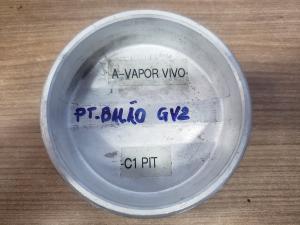 A-VAPOR VIVO
PT-BALÃO GV2
-C1 PIT